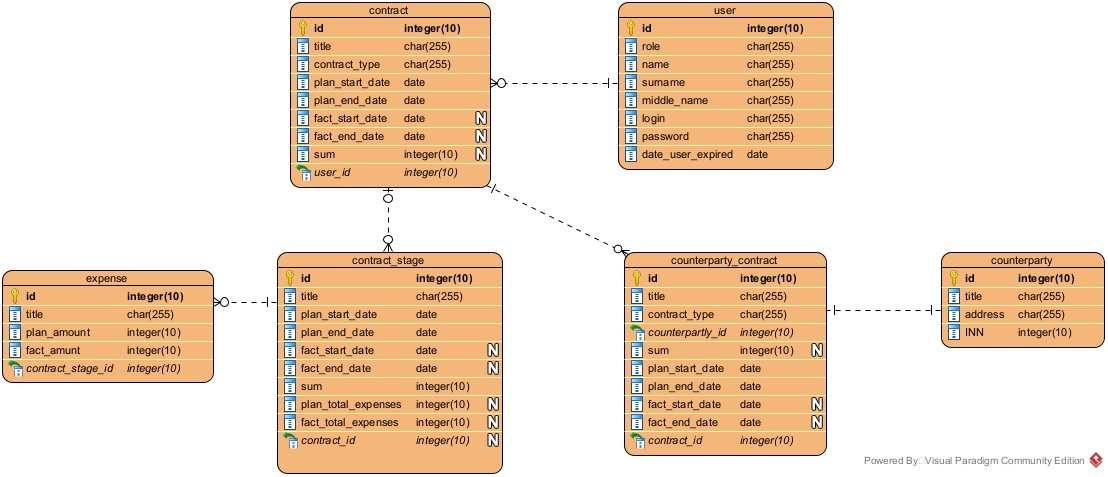 contract
id integer(10)
title char(255)
contract_type char(255)
plan_start_date date
plan_end_date date
fact_start_date date N
fact_end_date date N
sum integer(10) N
user_id integer(10)
user
id integer(10)
role char(255)
name char(255)
surname char(255)
middle_name char(255)
login char(255)
password char(255)
date_user_expired date
expense
id integer(10)
title char(255)
plan_amount integer(10)
fact_amunt integer(10)
contract_stage_id integer(10)
contract_stage
id integer(10)
title char(255)
plan_start_date date
plan_end_date date
fact_start_date date N
fact_end_date date N
sum integer(10)
plan_total_expenses integer(10) N
fact_total_expenses integer(10) N
contract_id integer(10) N
counterparty_contract
id integer(10)
title char(255)
contract_type char(255)
counterpartly_id integer(10)
sum integer(10) N
plan_start_date date
plan_end_date date
fact_start_date date N
fact_end_date date N
contract_id integer(10)
counterparty
id integer(10)
title char(255)
address char(255)
INN integer(10)
Powered By Visual Paradigm Community Edition